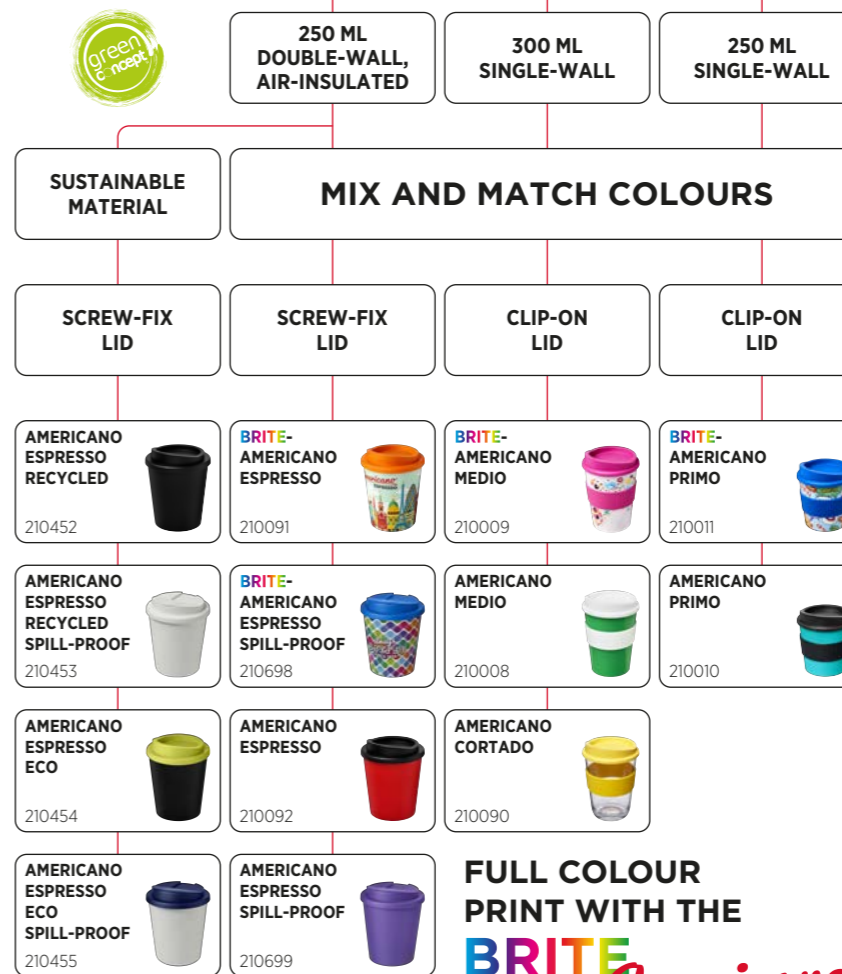 green
concept
250 ML
DOUBLE-WALL,
AIR-INSULATED
300 ML
SINGLE-WALL
250 ML
SINGLE-WALL
SUSTAINABLE
MATERIAL
MIX AND MATCH COLOURS
SCREW-FIX
LID
SCREW-FIX
LID
CLIP-ON
LID
CLIP-ON
LID
AMERICANO
ESPRESSO
RECYCLED
210452
BRITE-
AMERICANO
ESPRESSO
210091
BRITE-
AMERICANO
MEDIO
210009
BRITE-
AMERICANO
PRIMO
210011
AMERICANO
ESPRESSO
RECYCLED
SPILL-PROOF
210453
BRITE-
AMERICANO
ESPRESSO
SPILL-PROOF
210698
AMERICANO
MEDIO
210008
AMERICANO
PRIMO
210010
AMERICANO
ESPRESSO
ECO
210454
AMERICANO
ESPRESSO
210092
AMERICANO
CORTADO
210090
AMERICANO
ESPRESSO
ECO
SPILL-PROOF
210455
AMERICANO
ESPRESSO
SPILL-PROOF
210699
FULL COLOUR
PRINT WITH THE
BRITE